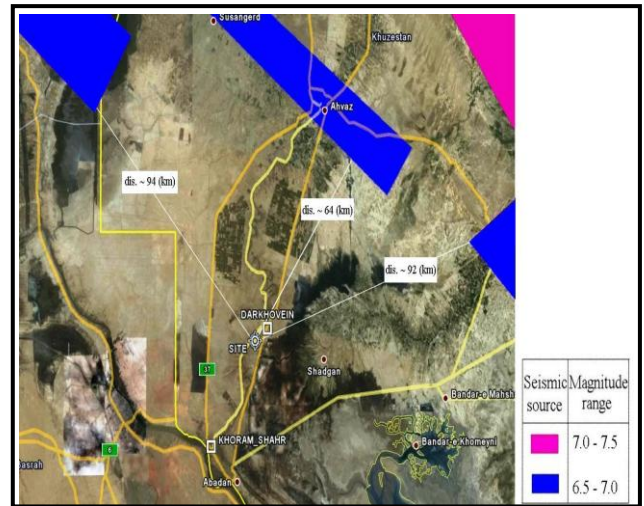 Susangerd
Khuzestan
Ahvaz
dis. ~ 94 (km)
dis. ~ 64 (km)
dis. ~ 92 (km)
DARKHOVEIN
SITE
Shadgan
37
Bandar-e Mahsh
KHORAM_SHAHR
Bandar-e Khomeyni
6
Basrah
Abadan
Seismic source
Magnitude range
7.0 - 7.5
6.5 - 7.0